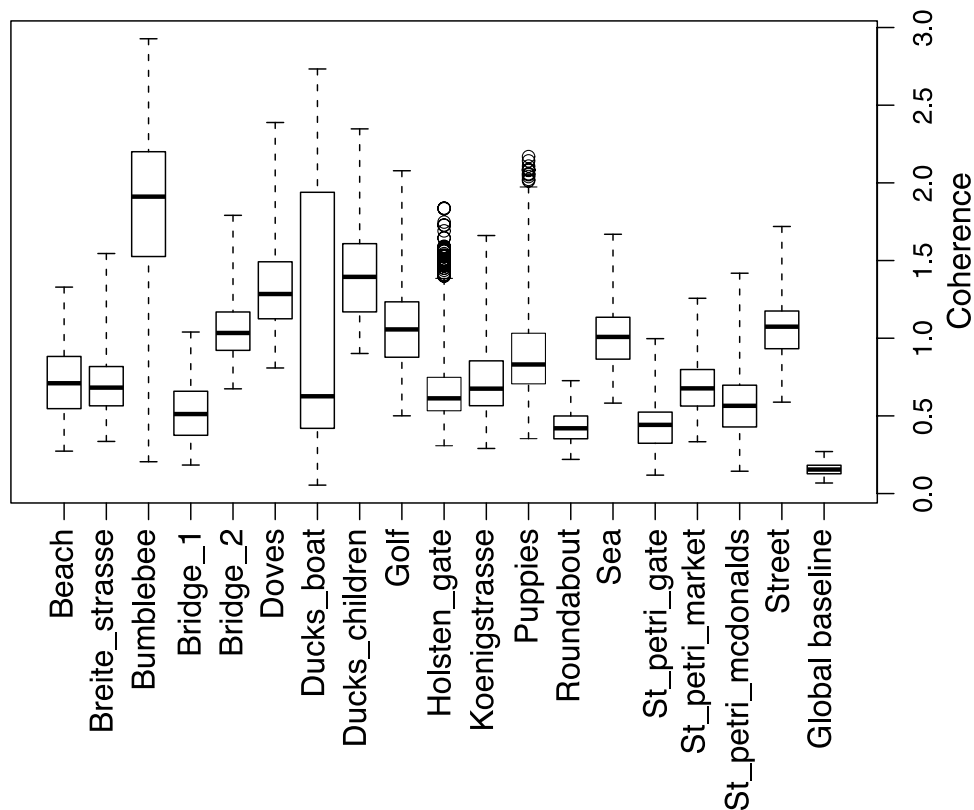 3.0
2.5
2.0
1.5
1.0
0.5
0.0
Coherence
Beach
Breite_strasse
Bumblebee
Bridge_1
Bridge_2
Doves
Ducks_boat
Ducks_children
Golf
Holsten_gate
Koenigstrasse
Puppies
Roundabout
Sea
St_petri_gate
St_petri_market
St_petri_mcdonalds
Street
Global baseline